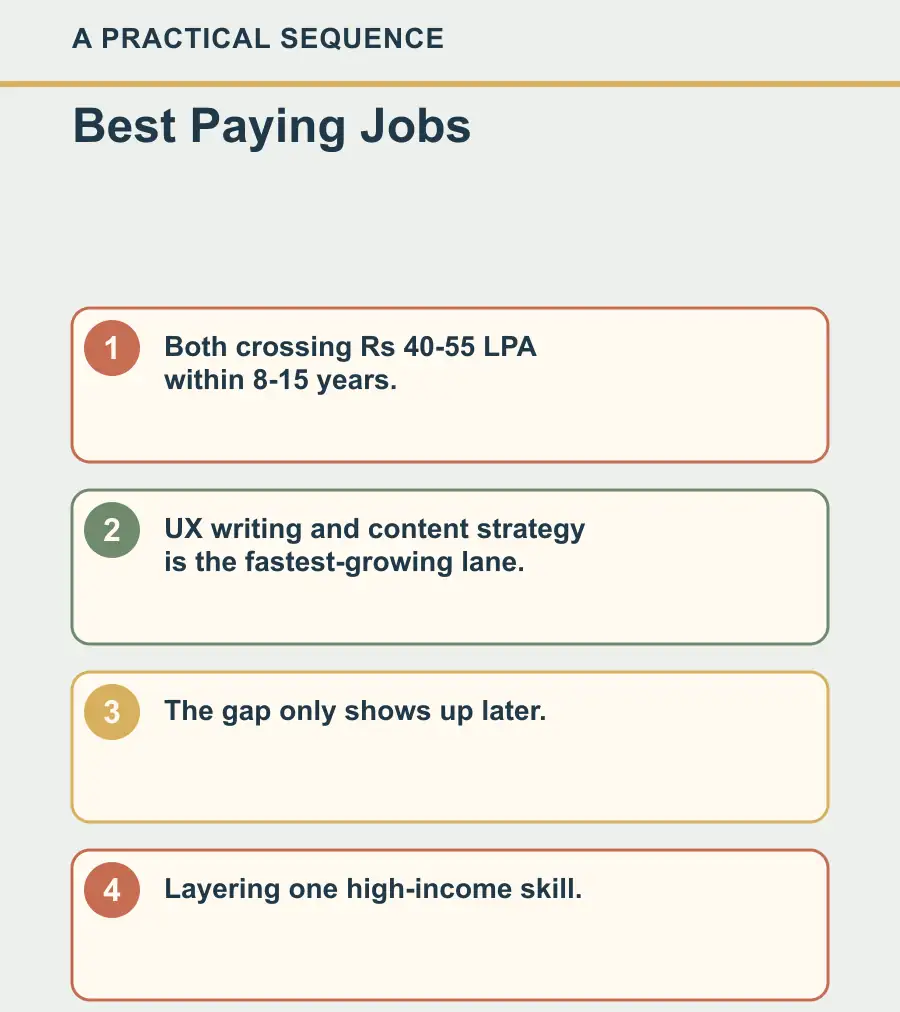 A PRACTICAL SEQUENCE
Best Paying Jobs
1
Both crossing Rs 40-55 LPA
within 8-15 years.
2
UX writing and content strategy
is the fastest-growing lane.
3
The gap only shows up later.
4
Layering one high-income skill.